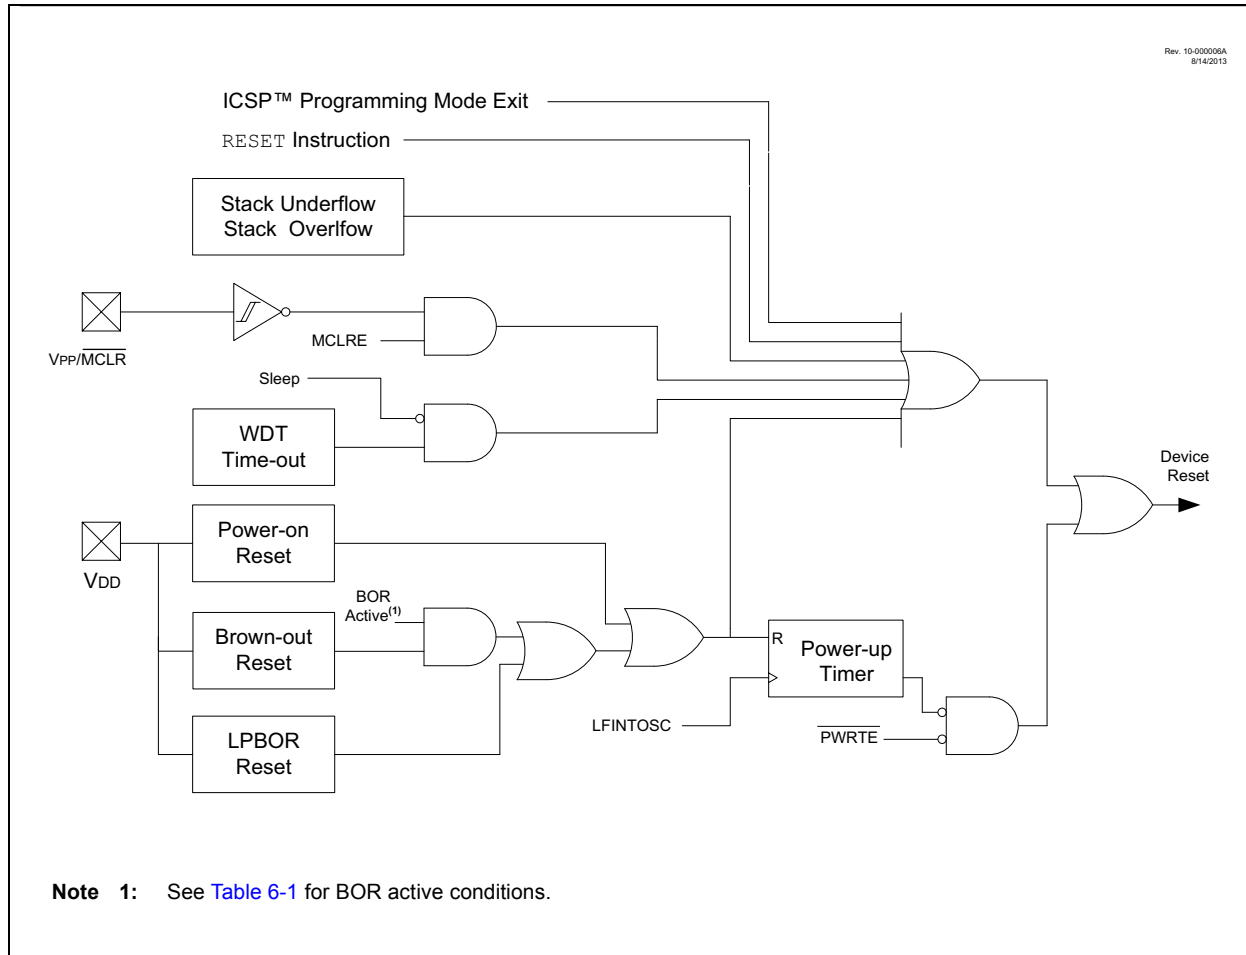 Rev. 10-000006A
8/14/2013
ICSP™ Programming Mode Exit
RESET Instruction
Stack Underflow
Stack Overlfow
VPP/MCLR
MCLRE
Sleep
WDT
Time-out
Device
Reset
VDD
Power-on
Reset
BOR
Active(1)
Brown-out
Reset
R
Power-up
Timer
LFINTOSC
PWRTE
LPBOR
Reset
Note 1: See Table 6-1 for BOR active conditions.